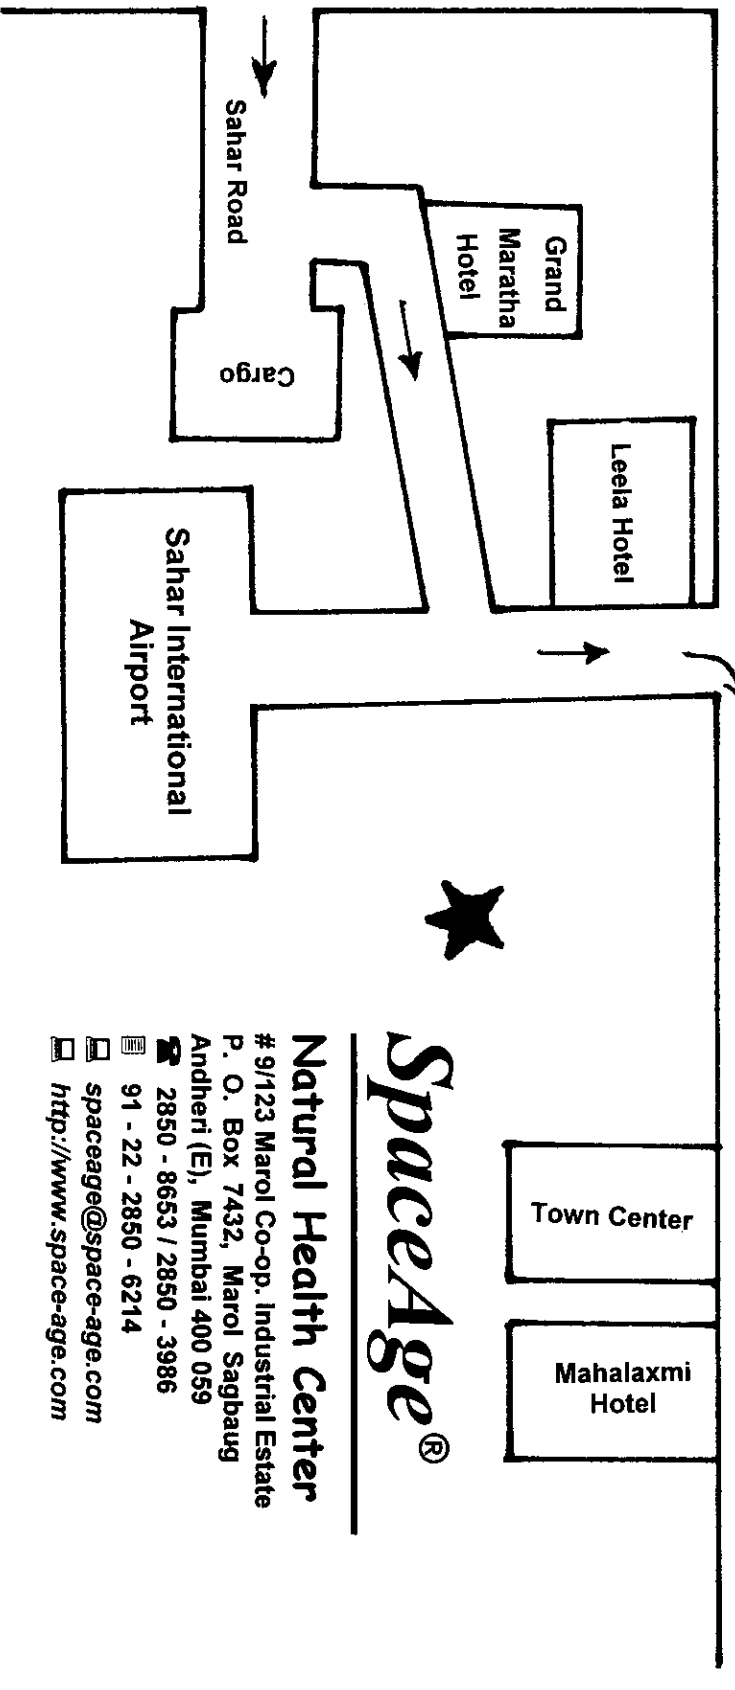 Sahar Road
Grand
Maratha
Hotel
Cargo
Leela Hotel
Sahar International
Airport
SpaceAge®
Natural Health Center
# 9/123 Marol Co-op. Industrial Estate
P. O. Box 7432, Marol Sagbaug
Andheri (E), Mumbai 400 059
2850 - 8653 / 2850 - 3986
91 - 22 - 2850 - 6214
spaceage@space-age.com
http://www.space-age.com
Town Center
Mahalaxmi
Hotel